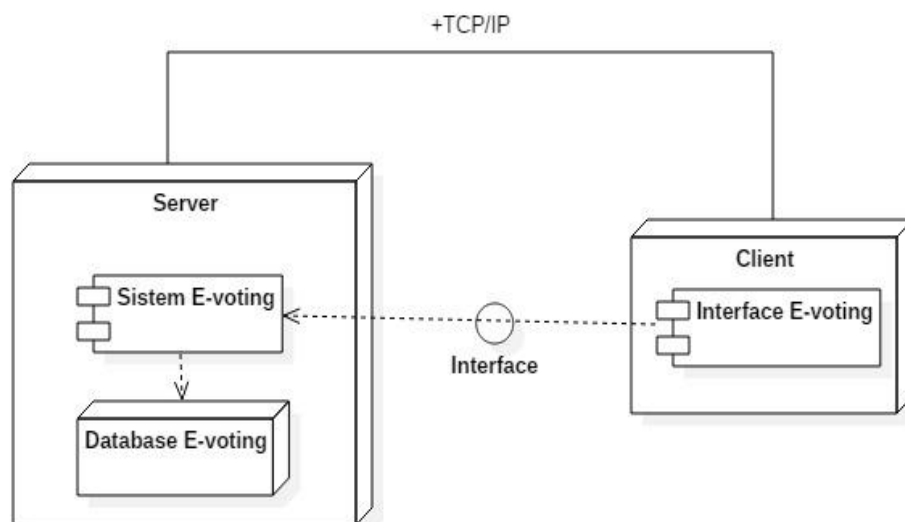 +TCP/IP
Server
Client
Sistem E-voting
Interface E-voting
Interface
Database E-voting